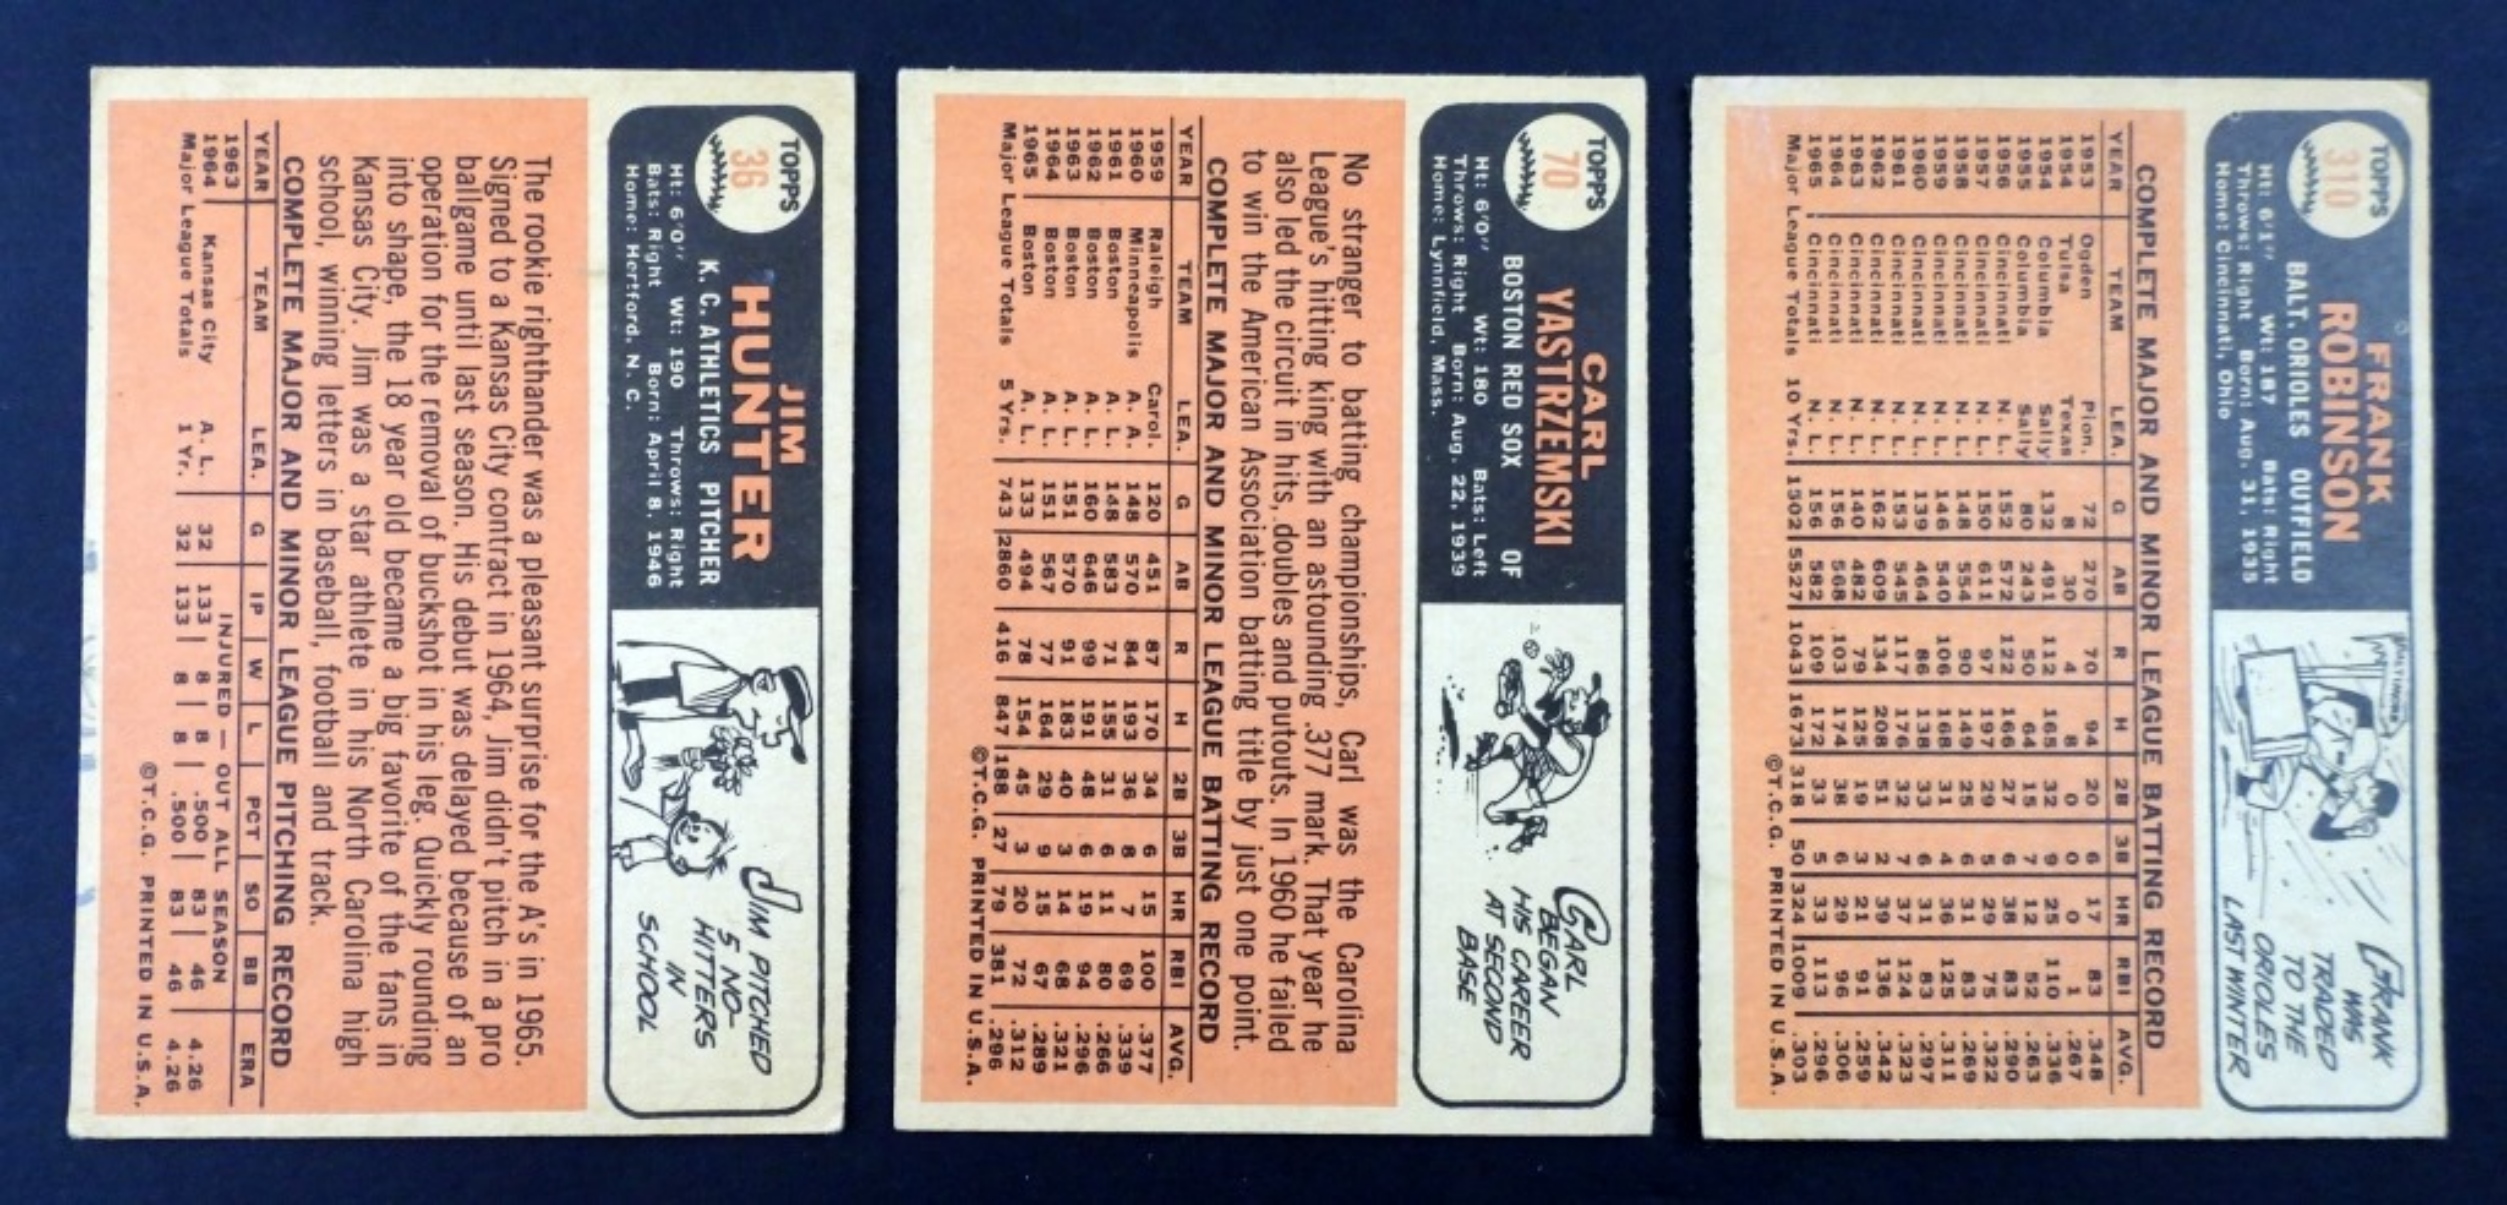 TOPPS
36
JIM
HUNTER
K. C. ATHLETICS PITCHER
Ht: 6'0" Wt: 190 Throws: Right
Bats: Right Born: April 8, 1946
Home: Hertford, N. C.
JIM PITCHED
5 NO-
HITTERS
IN
SCHOOL
The rookie righthander was a pleasant surprise for the A's in 1965.
Signed to a Kansas City contract in 1964, Jim didn't pitch in a pro
ballgame until last season. His debut was delayed because of an
operation for the removal of buckshot in his leg. Quickly rounding
into shape, the 18 year old became a big favorite of the fans in
Kansas City. Jim was a star athlete in his North Carolina high
school, winning letters in baseball, football and track.
COMPLETE MAJOR AND MINOR LEAGUE PITCHING RECORD
YEAR TEAM LEA. G IP W L PCT SO BB ERA
1963 INJURED — OUT ALL SEASON
1964 Kansas City A. L. 32 133 8 8 .500 83 46 4.26
Major League Totals 1 Yr. 32 133 8 8 .500 83 46 4.26
©T.C.G. PRINTED IN U.S.A.
TOPPS
70
CARL
YASTRZEMSKI
BOSTON RED SOX OF
Ht: 6'0" Wt: 180 Bats: Left
Throws: Right Born: Aug. 22, 1939
Home: Lynnfield, Mass.
CARL
BEGAN
HIS CAREER
AT SECOND
BASE
No stranger to batting championships, Carl was the Carolina
League's hitting king with an astounding .377 mark. That year he
also led the circuit in hits, doubles and putouts. In 1960 he failed
to win the American Association batting title by just one point.
COMPLETE MAJOR AND MINOR LEAGUE BATTING RECORD
YEAR TEAM LEA. G AB R H 2B 3B HR RBI AVG.
1959 Raleigh Carol. 120 451 87 170 34 6 15 100 .377
1960 Minneapolis A. A. 148 570 84 193 36 8 7 69 .339
1961 Boston A. L. 148 583 71 155 31 6 11 80 .266
1962 Boston A. L. 160 646 99 191 48 6 19 94 .296
1963 Boston A. L. 151 570 91 183 40 3 14 68 .321
1964 Boston A. L. 151 567 77 164 29 9 15 67 .289
1965 Boston A. L. 133 494 78 154 45 3 20 72 .312
Major League Totals 5 Yrs. 743 2860 416 847 188 27 79 381 .296
©T.C.G. PRINTED IN U.S.A.
TOPPS
310
FRANK
ROBINSON
BALT. ORIOLES OUTFIELD
Ht: 6'1" Wt: 187 Bats: Right
Throws: Right Born: Aug. 31, 1935
Home: Cincinnati, Ohio
BALTIMORE
FRANK
WAS
TRADED
TO THE
ORIOLES
LAST WINTER
COMPLETE MAJOR AND MINOR LEAGUE BATTING RECORD
YEAR TEAM LEA. G AB R H 2B 3B HR RBI AVG.
1953 Ogden Pion. 72 270 70 94 20 6 17 83 .348
1954 Tulsa Texas 8 30 4 8 0 0 0 1 .267
1954 Columbia Sally 132 491 112 165 32 9 25 110 .336
1955 Columbia Sally 80 243 50 64 15 7 12 52 .263
1956 Cincinnati N. L. 152 572 122 166 27 6 38 83 .290
1957 Cincinnati N. L. 150 611 97 197 29 5 29 75 .322
1958 Cincinnati N. L. 148 554 90 149 25 6 31 83 .269
1959 Cincinnati N. L. 146 540 106 168 31 4 36 125 .311
1960 Cincinnati N. L. 139 464 86 138 33 6 31 83 .297
1961 Cincinnati N. L. 153 545 117 176 32 7 37 124 .323
1962 Cincinnati N. L. 162 609 134 208 51 2 39 136 .342
1963 Cincinnati N. L. 140 482 79 125 19 3 21 91 .259
1964 Cincinnati N. L. 156 568 103 174 38 6 29 96 .306
1965 Cincinnati N. L. 156 582 109 172 33 5 33 113 .296
Major League Totals 10 Yrs. 1502 5527 1043 1673 318 50 324 1009 .303
©T.C.G. PRINTED IN U.S.A.